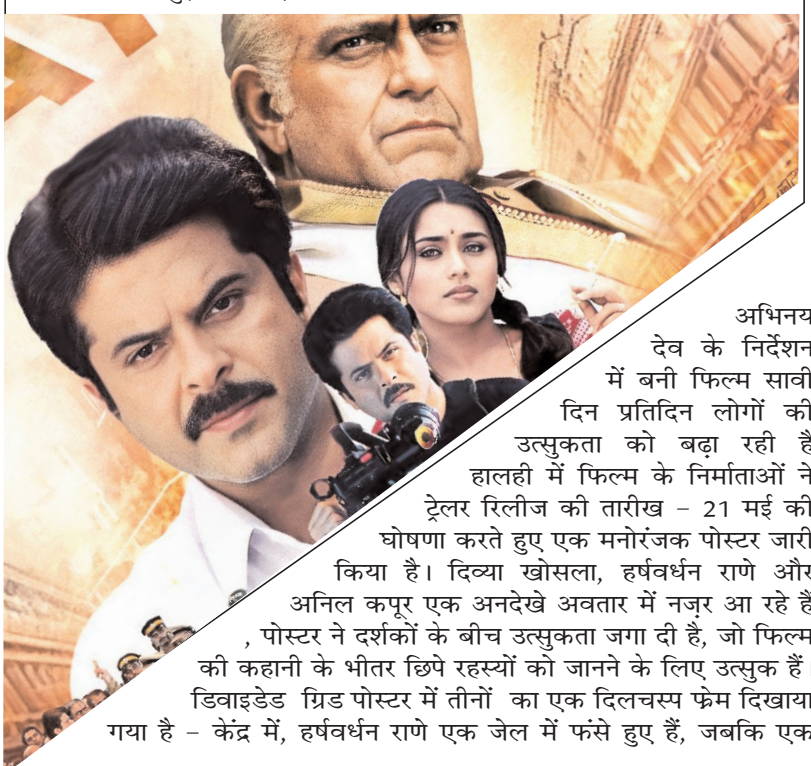 अभिनय
देव के निर्देशन
में बनी फिल्म सावी
दिन प्रतिदिन लोगों की
उत्सुकता को बढ़ा रही है
हालही में फिल्म के निर्माताओं ने
ट्रेलर रिलीज की तारीख – 21 मई की
घोषणा करते हुए एक मनोरंजक पोस्टर जारी
किया है। दिव्या खोसला, हर्षवर्धन राणे और
अनिल कपूर एक अनदेखे अवतार में नज़र आ रहे हैं
, पोस्टर ने दर्शकों के बीच उत्सुकता जगा दी है, जो फिल्म
की कहानी के भीतर छिपे रहस्यों को जानने के लिए उत्सुक हैं।
डिवाइडेड ग्रिड पोस्टर में तीनों का एक दिलचस्प फ्रेम दिखाया
गया है – केंद्र में, हर्षवर्धन राणे एक जेल में फंसे हुए हैं, जबकि एक